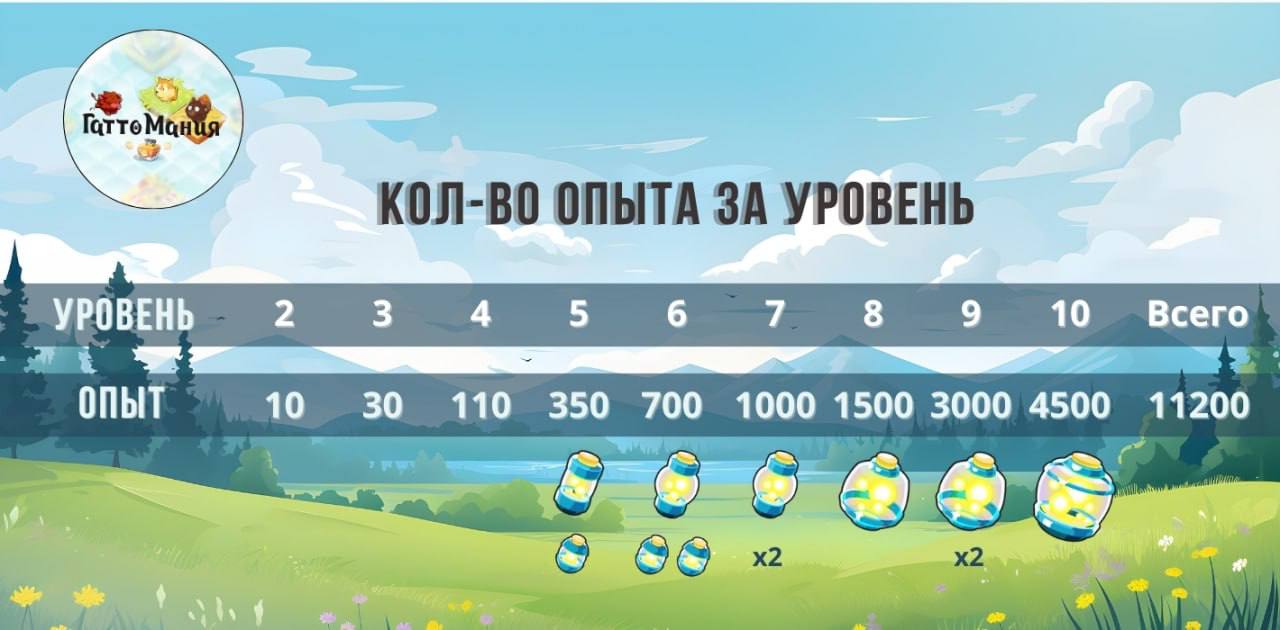 ГаттоМания
КОЛ-ВО ОПЫТА ЗА УРОВЕНЬ
УРОВЕНЬ 2 3 4 5 6 7 8 9 10 Всего
ОПЫТ 10 30 110 350 700 1000 1500 3000 4500 11200
x2 x2